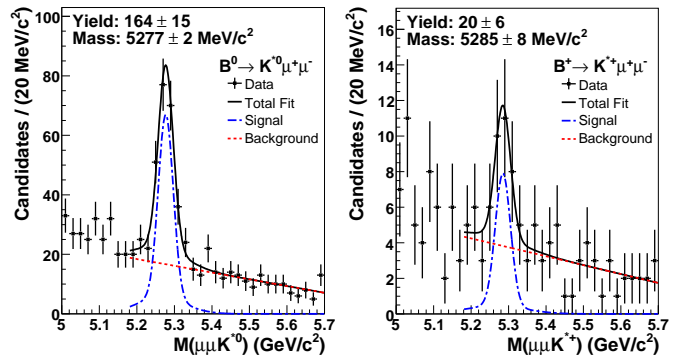 Yield: 164 ± 15
Mass: 5277 ± 2 MeV/c²
B⁰→ K*⁰μ⁺μ⁻
Data
Total Fit
Signal
Background
Candidates / (20 MeV/c²)
100
80
60
40
20
0
5 5.1 5.2 5.3 5.4 5.5 5.6 5.7
M(μμK*⁰) (GeV/c²)
Yield: 20 ± 6
Mass: 5285 ± 8 MeV/c²
B⁺→ K*⁺μ⁺μ⁻
Data
Total Fit
Signal
Background
Candidates / (20 MeV/c²)
16
14
12
10
8
6
4
2
0
5 5.1 5.2 5.3 5.4 5.5 5.6 5.7
M(μμK*⁺) (GeV/c²)